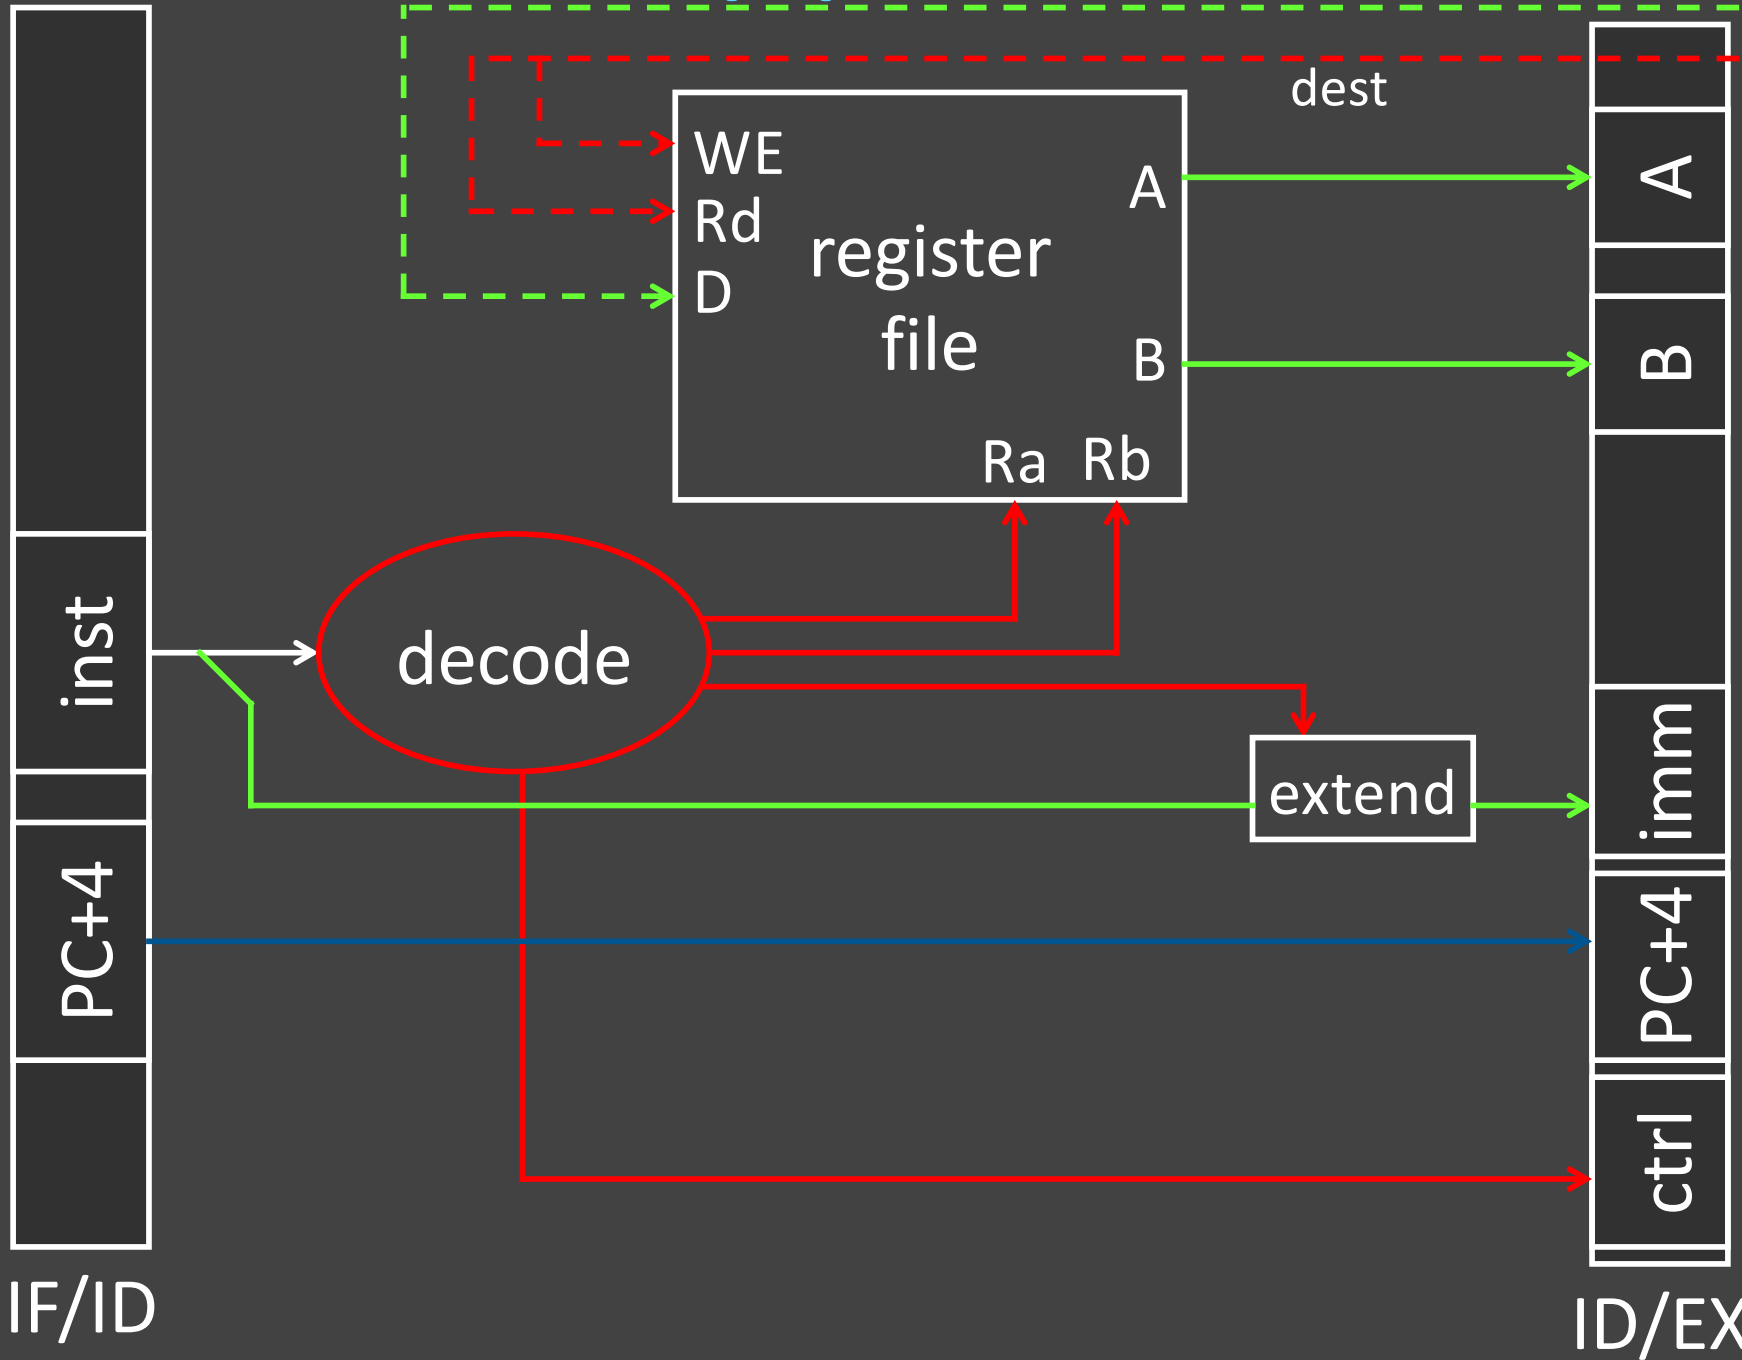 dest
WE
Rd
D
A
B
register
file
Ra Rb
A
B
inst
decode
extend
imm
PC+4
PC+4
ctrl
IF/ID
ID/EX